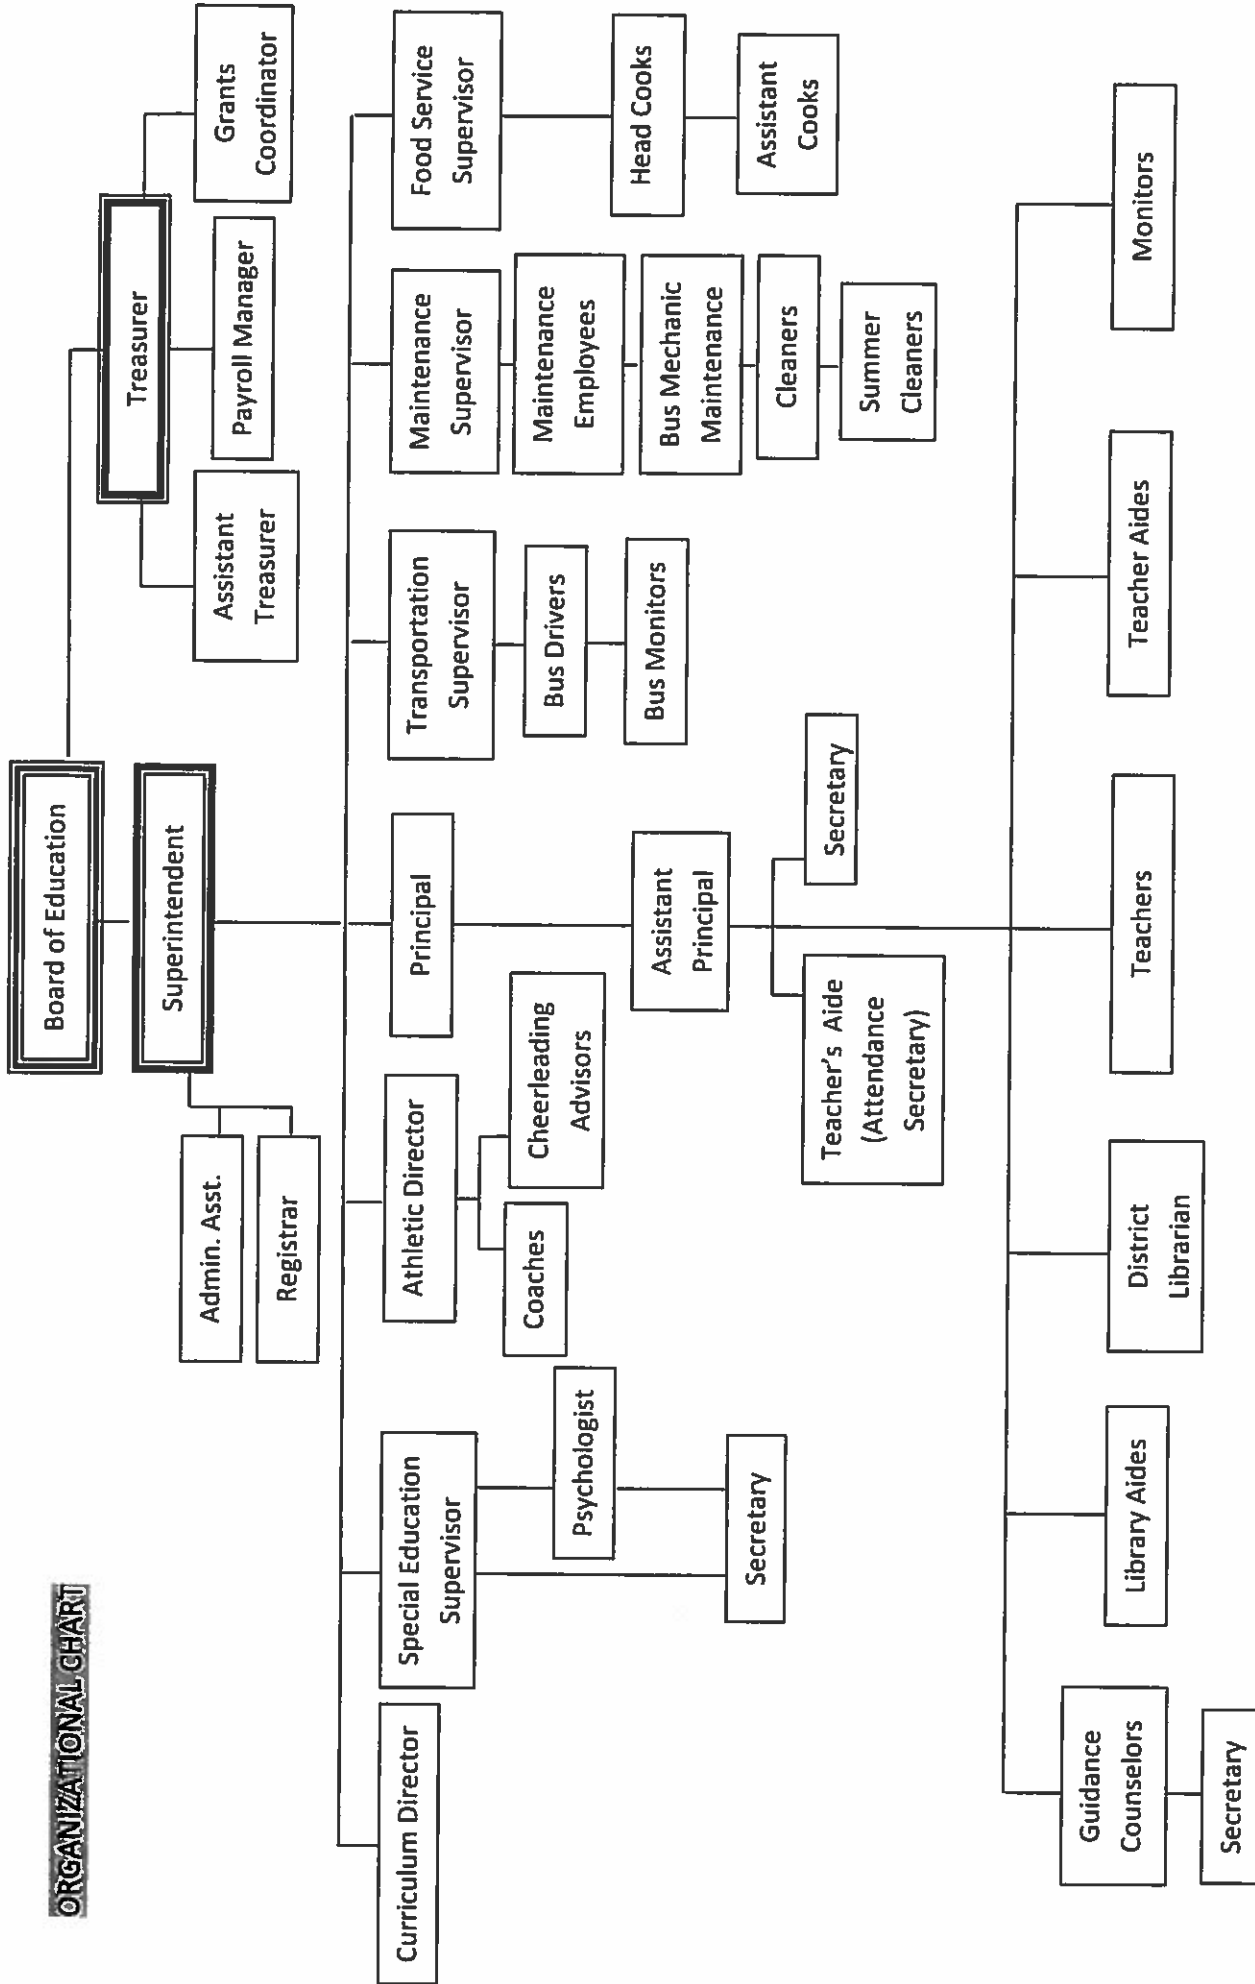 ORGANIZATIONAL CHART
Board of Education
Superintendent
Treasurer
Admin. Asst.
Registrar
Assistant
Treasurer
Payroll Manager
Grants
Coordinator
Curriculum Director
Special Education
Supervisor
Athletic Director
Principal
Transportation
Supervisor
Maintenance
Supervisor
Food Service
Supervisor
Psychologist
Secretary
Coaches
Cheerleading
Advisors
Assistant
Principal
Teacher's Aide
(Attendance
Secretary)
Secretary
Bus Drivers
Bus Monitors
Maintenance
Employees
Bus Mechanic
Maintenance
Cleaners
Summer
Cleaners
Head Cooks
Assistant
Cooks
Guidance
Counselors
Secretary
Library Aides
District
Librarian
Teachers
Teacher Aides
Monitors